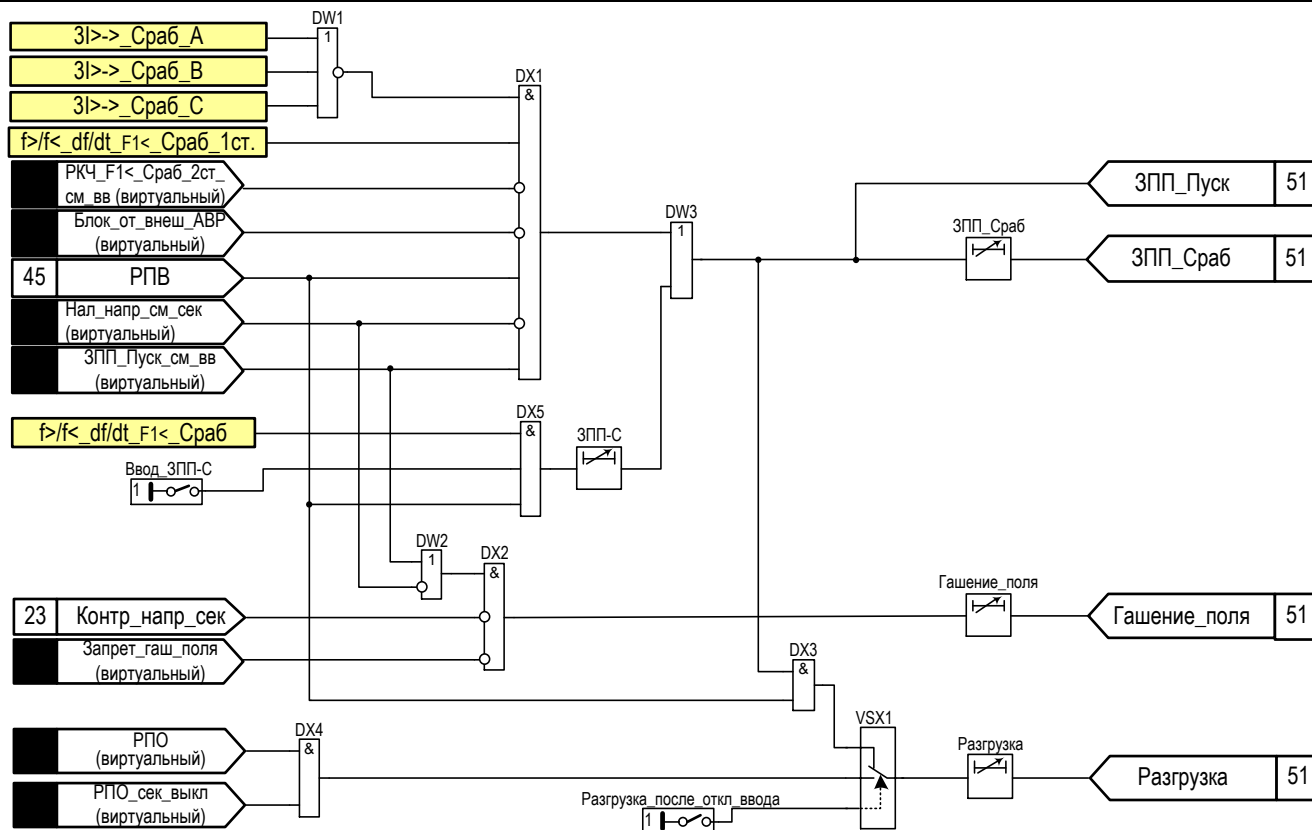 DW1
3I>->_Сраб_A
1
3I>->_Сраб_B
3I>->_Сраб_C
DX1
&
f>/f<_df/dt_F1<_Сраб_1ст.
РКЧ_F1<_Сраб_2ст_
см_вв (виртуальный)
Блок_от_внеш_АВР
(виртуальный)
45 РПВ
Нал_напр_см_сек
(виртуальный)
ЗПП_Пуск_см_вв
(виртуальный)
DW3
1
ЗПП_Пуск 51
ЗПП_Сраб
ЗПП_Сраб 51
f>/f<_df/dt_F1<_Сраб
DX5
&
ЗПП-С
Ввод_ЗПП-С
1
DW2
1
DX2
&
23 Контр_напр_сек
Запрет_гаш_поля
(виртуальный)
Гашение_поля
Гашение_поля 51
DX3
&
VSX1
РПО
(виртуальный)
РПО_сек_выкл
(виртуальный)
DX4
&
Разгрузка
Разгрузка 51
Разгрузка_после_откл_ввода
1